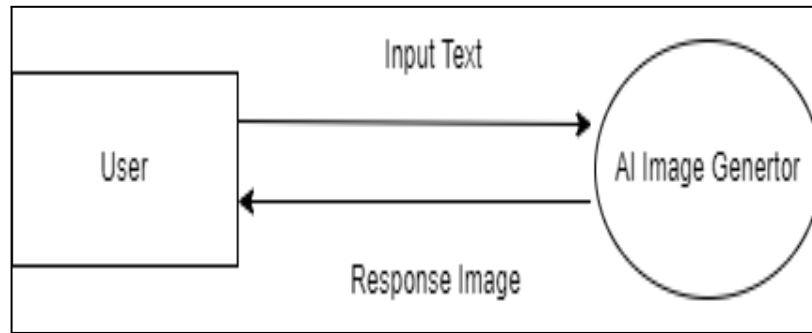 Input Text
User
AI Image Genertor
Response Image